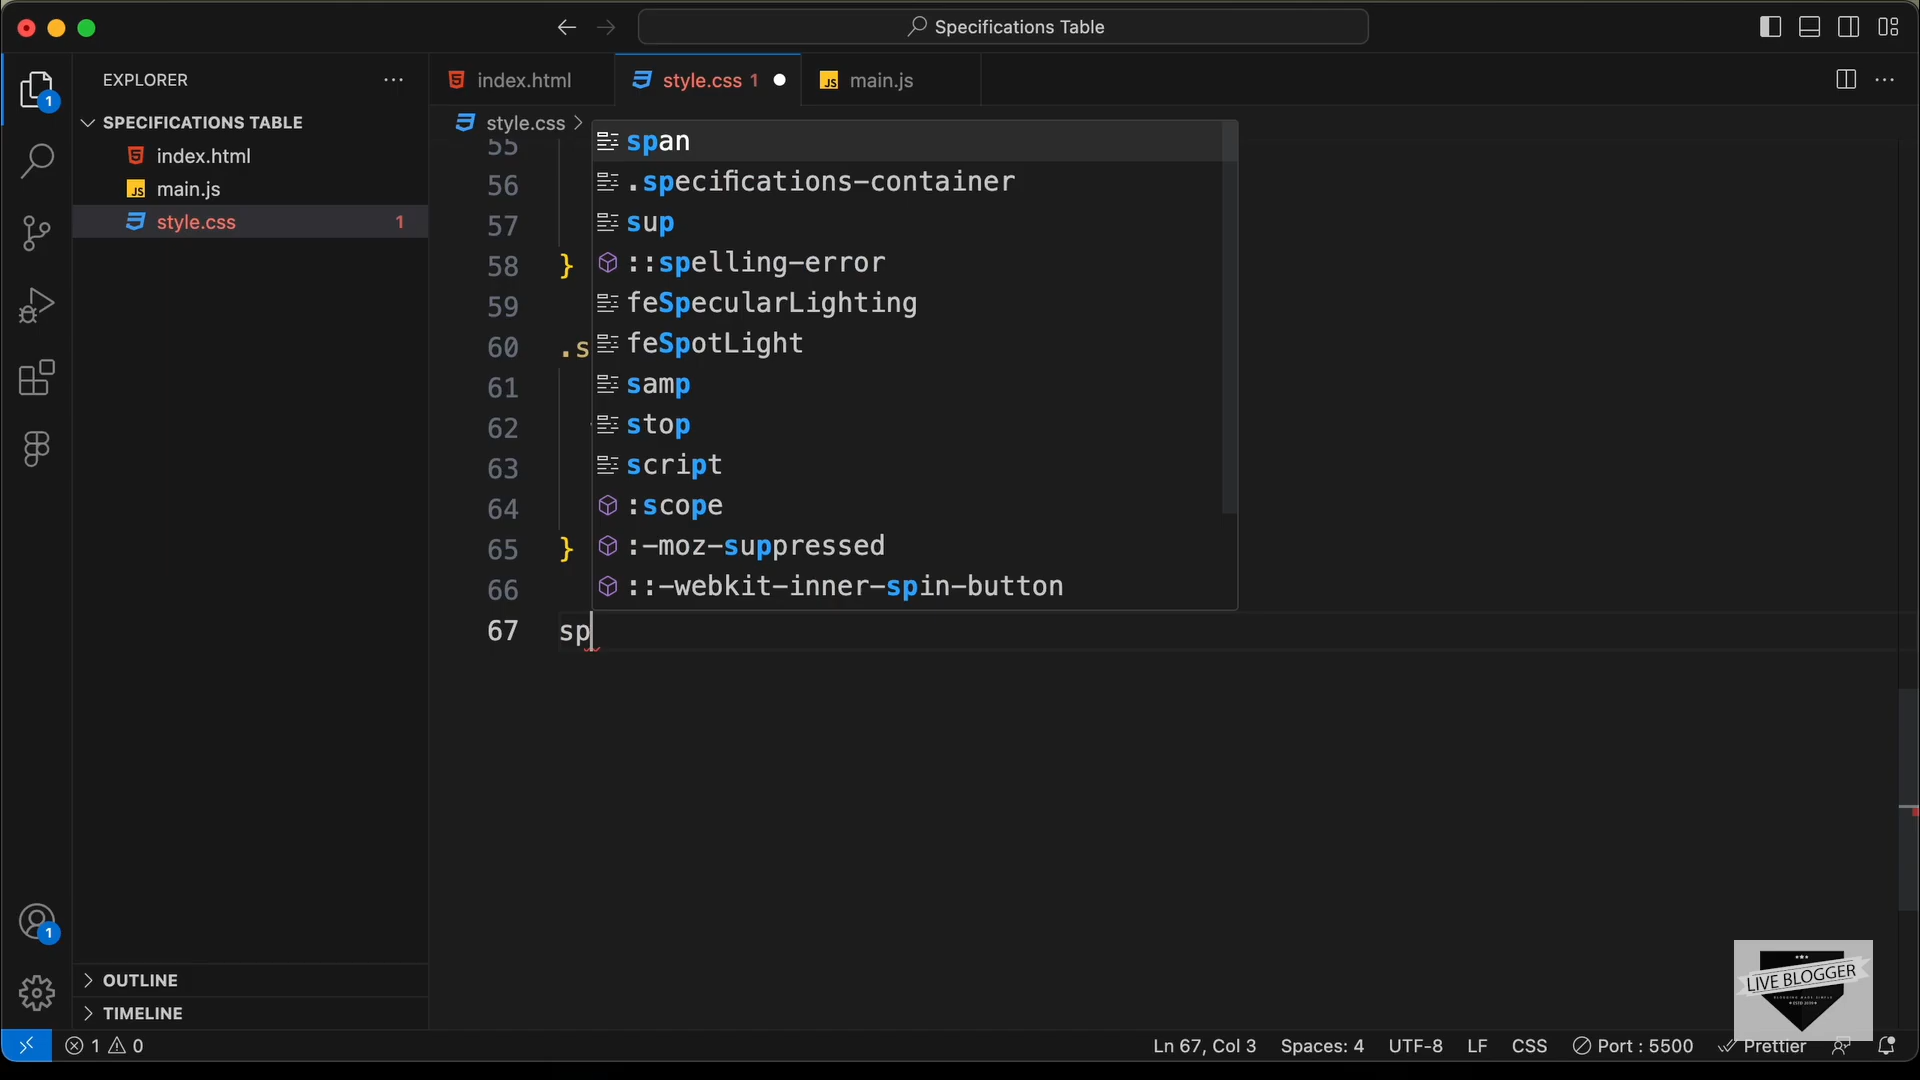 Specifications Table
EXPLORER
SPECIFICATIONS TABLE
index.html
main.js
style.css 1
OUTLINE
TIMELINE
index.html
style.css 1
main.js
style.css
55
56
57
58 }
59
60 .s
61
62
63
64
65 }
66
67 sp
span
.specifications-container
sup
::spelling-error
feSpecularLighting
feSpotLight
samp
stop
script
:scope
:-moz-suppressed
::-webkit-inner-spin-button
1
1
LIVE BLOGGER
1 0
Ln 67, Col 3 Spaces: 4 UTF-8 LF CSS Port : 5500 Prettier